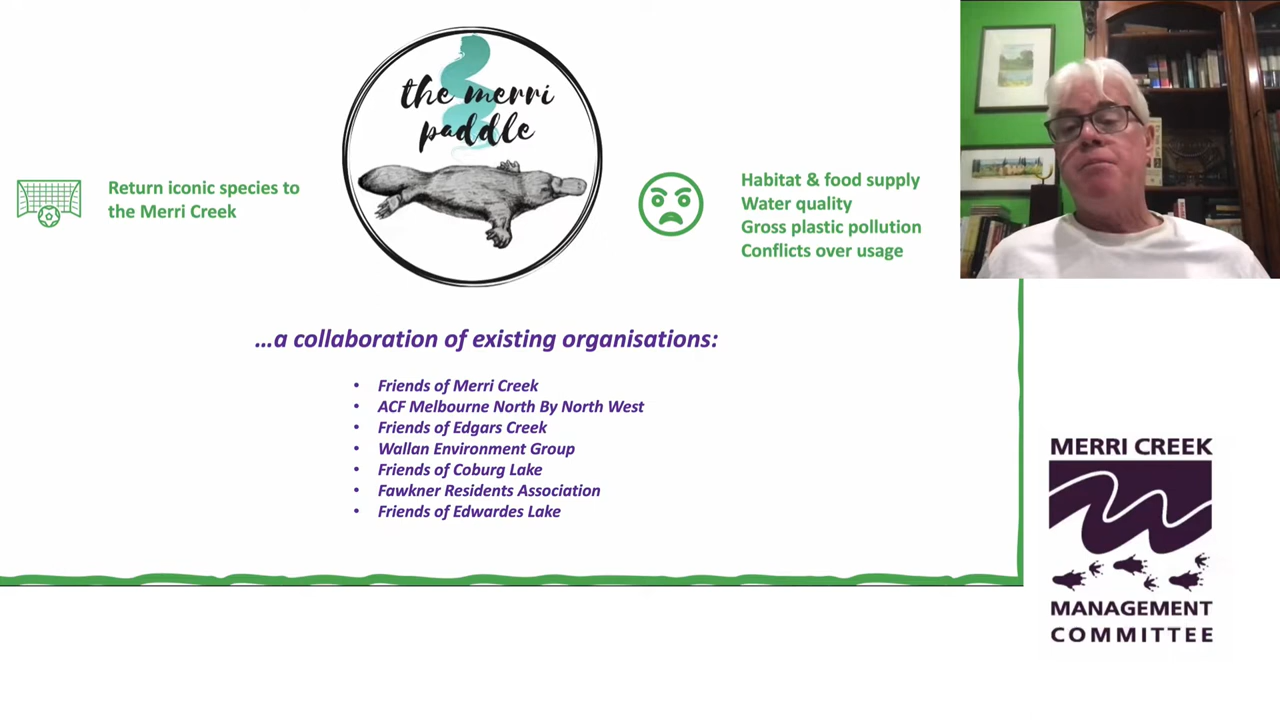 the merri
paddle
Return iconic species to
the Merri Creek
Habitat & food supply
Water quality
Gross plastic pollution
Conflicts over usage
...a collaboration of existing organisations:
• Friends of Merri Creek
• ACF Melbourne North By North West
• Friends of Edgars Creek
• Wallan Environment Group
• Friends of Coburg Lake
• Fawkner Residents Association
• Friends of Edwardes Lake
MERRI CREEK
MANAGEMENT
COMMITTEE